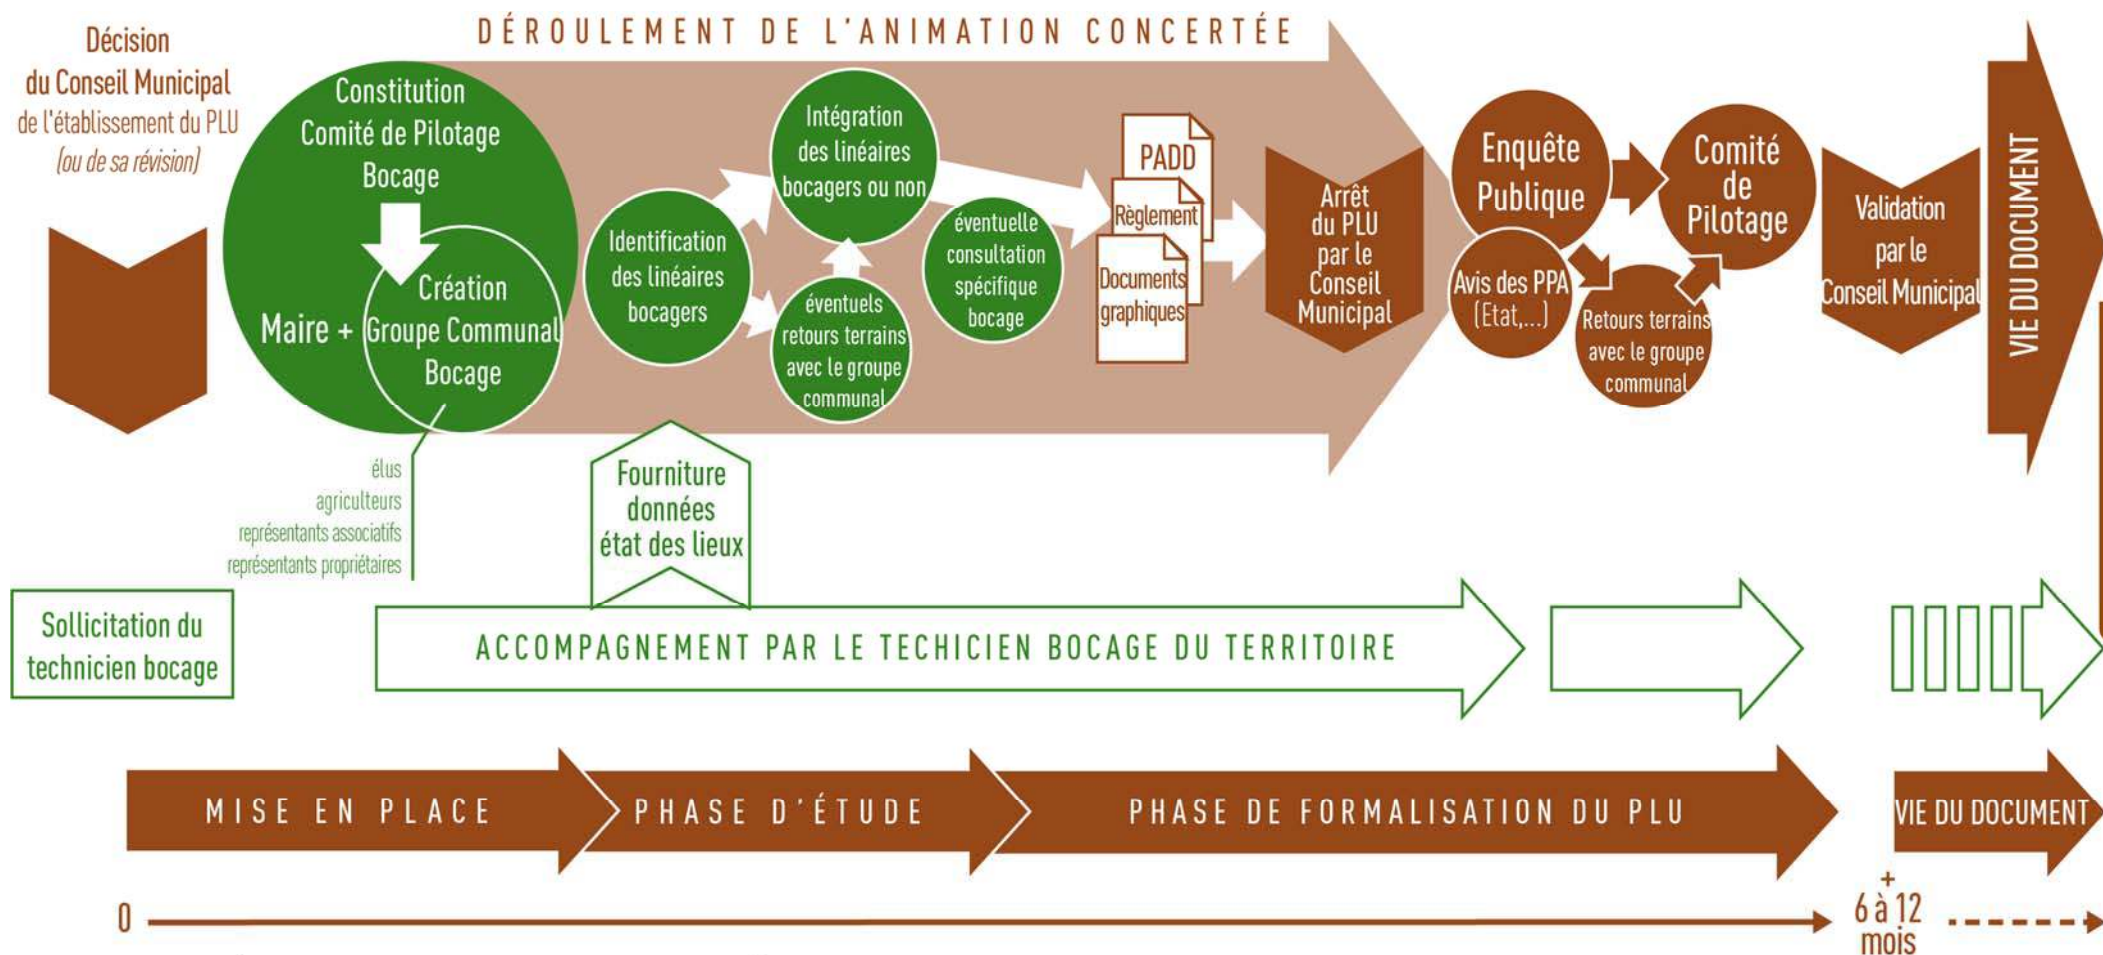 DÉROULEMENT DE L'ANIMATION CONCERTÉE
Décision
du Conseil Municipal
de l'établissement du PLU
(ou de sa révision)
Constitution
Comité de Pilotage
Bocage
Maire +
Création
Groupe Communal
Bocage
élus
agriculteurs
représentants associatifs
représentants propriétaires
Identification
des linéaires
bocagers
Intégration
des linéaires
bocagers ou non
éventuels
retours terrains
avec le groupe
communal
éventuelle
consultation
spécifique
bocage
PADD
Règlement
Documents
graphiques
Arrêt
du PLU
par le
Conseil
Municipal
Enquête
Publique
Avis des PPA
(Etat,...)
Retours terrains
avec le groupe
communal
Comité
de
Pilotage
Validation
par le
Conseil Municipal
VIE DU DOCUMENT
Fourniture
données
état des lieux
Sollicitation du
technicien bocage
ACCOMPAGNEMENT PAR LE TECHICIEN BOCAGE DU TERRITOIRE
MISE EN PLACE
PHASE D'ÉTUDE
PHASE DE FORMALISATION DU PLU
VIE DU DOCUMENT
0
+
6 à 12
mois